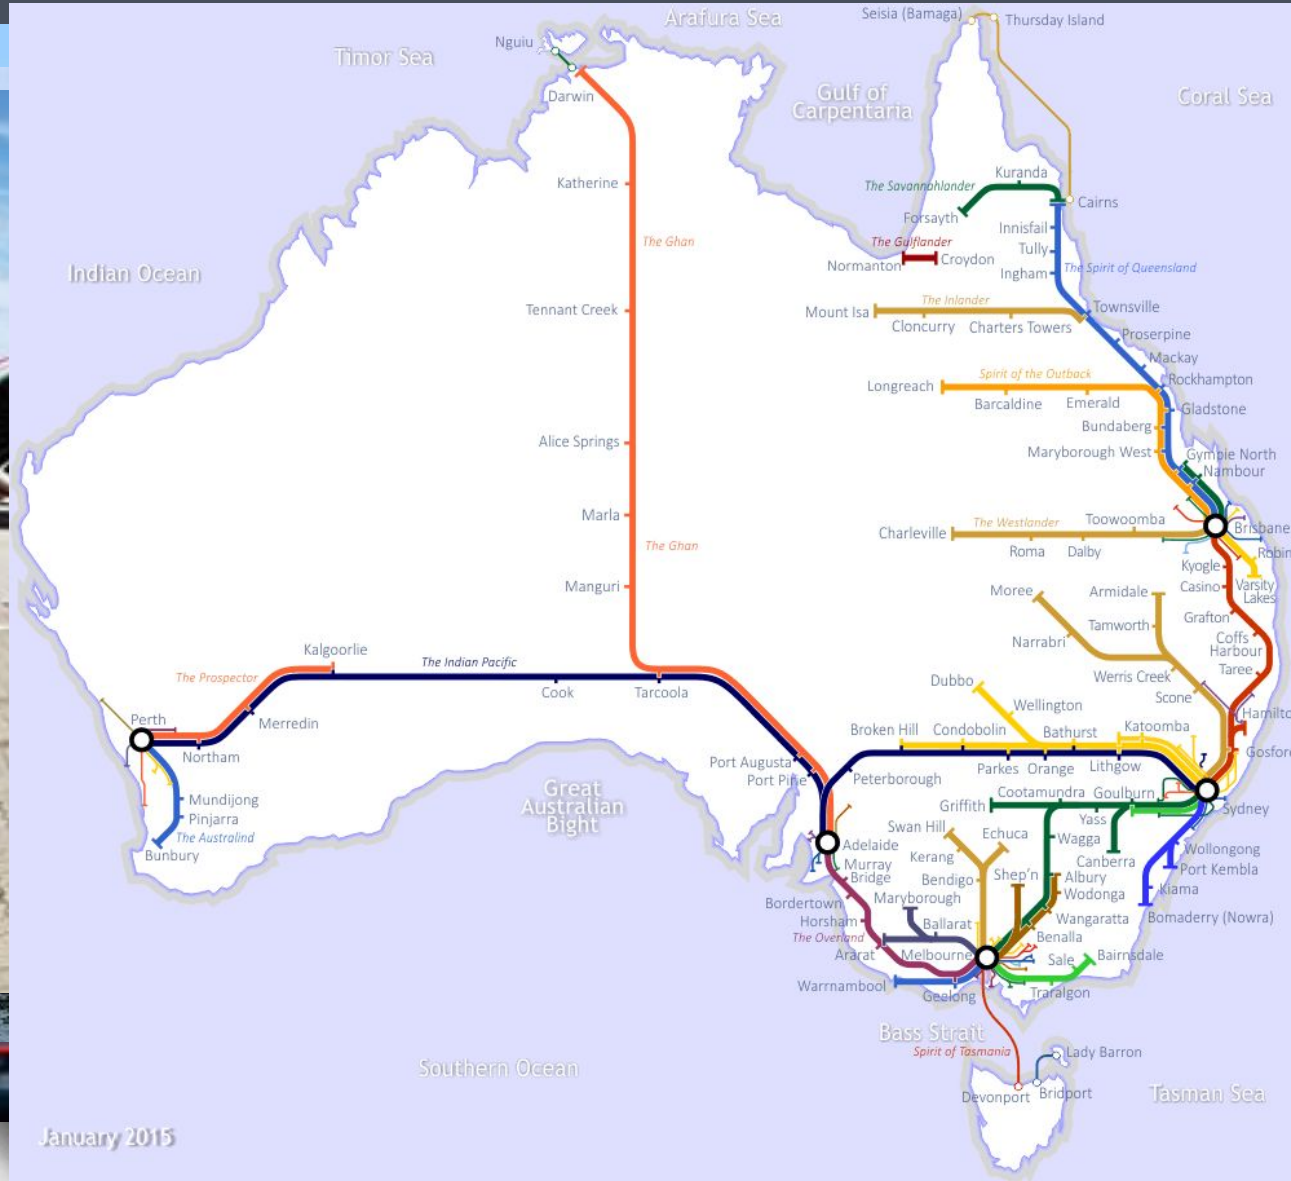 Arafura Sea
Seisia (Bamaga)
Thursday Island
Timor Sea
Nguiu
Darwin
Gulf of
Carpentaria
Coral Sea
Katherine
The Savannahlander
Kuranda
Cairns
Forsayth
Innisfail
The Ghan
The Gulflander
Tully
Indian Ocean
Normanton
Croydon
Ingham
The Spirit of Queensland
Tennant Creek
Mount Isa
The Inlander
Townsville
Cloncurry
Charters Towers
Proserpine
Mackay
Longreach
Spirit of the Outback
Rockhampton
Barcaldine
Emerald
Gladstone
Bundaberg
Alice Springs
Maryborough West
Gympie North
Nambour
Marla
Charleville
The Westlander
Toowoomba
Brisbane
The Ghan
Roma
Dalby
Robin
Kyogle
Manguri
Moree
Armidale
Casino
Varsity
Lakes
Grafton
Tamworth
Narrabri
Coffs
Harbour
Kalgoorlie
The Indian Pacific
Taree
The Prospector
Werris Creek
Dubbo
Cook
Tarcoola
Scone
Wellington
Hamilto
Perth
Merredin
Broken Hill
Condobolin
Bathurst
Katoomba
Northam
Port Augusta
Port Pirie
Peterborough
Parkes
Orange
Lithgow
Gosfor
Great
Australian
Bight
Mundijong
Pinjarra
The Australind
Bunbury
Griffith
Cootamundra
Goulburn
Yass
Sydney
Swan Hill
Echuca
Wagga
Adelaide
Kerang
Canberra
Wollongong
Murray
Bridge
Bendigo
Shep'n
Albury
Port Kembla
Wodonga
Kiama
Bordertown
Maryborough
Horsham
Ballarat
Wangaratta
Bomaderry (Nowra)
The Overland
Benalla
Ararat
Melbourne
Sale
Bairnsdale
Warrnambool
Geelong
Traralgon
Bass Strait
Spirit of Tasmania
Lady Barron
Southern Ocean
Devonport
Bridport
Tasman Sea
January 2015